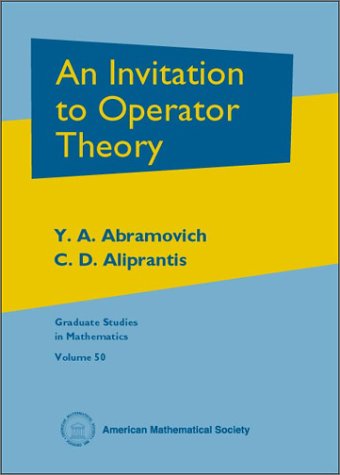 An Invitation
to Operator
Theory
Y. A. Abramovich
C. D. Aliprantis
Graduate Studies
in Mathematics
Volume 50
American Mathematical Society